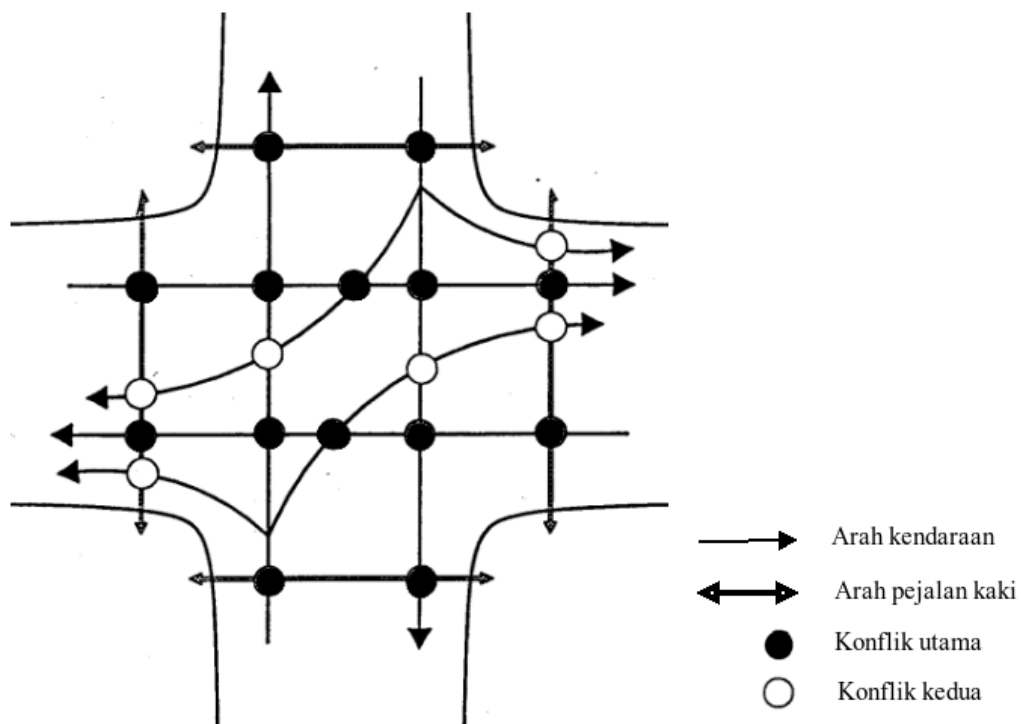 Arah kendaraan
Arah pejalan kaki
Konflik utama
Konflik kedua